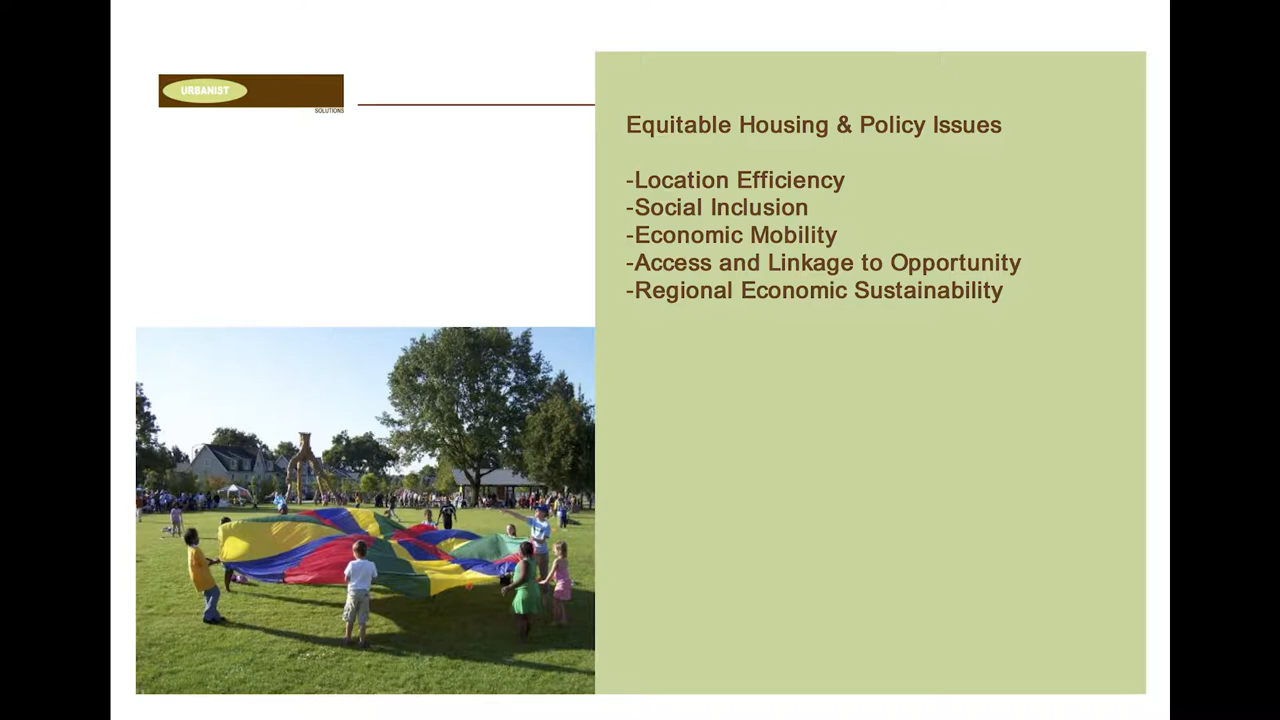 URBANIST
SOLUTIONS
Equitable Housing & Policy Issues
-Location Efficiency
-Social Inclusion
-Economic Mobility
-Access and Linkage to Opportunity
-Regional Economic Sustainability